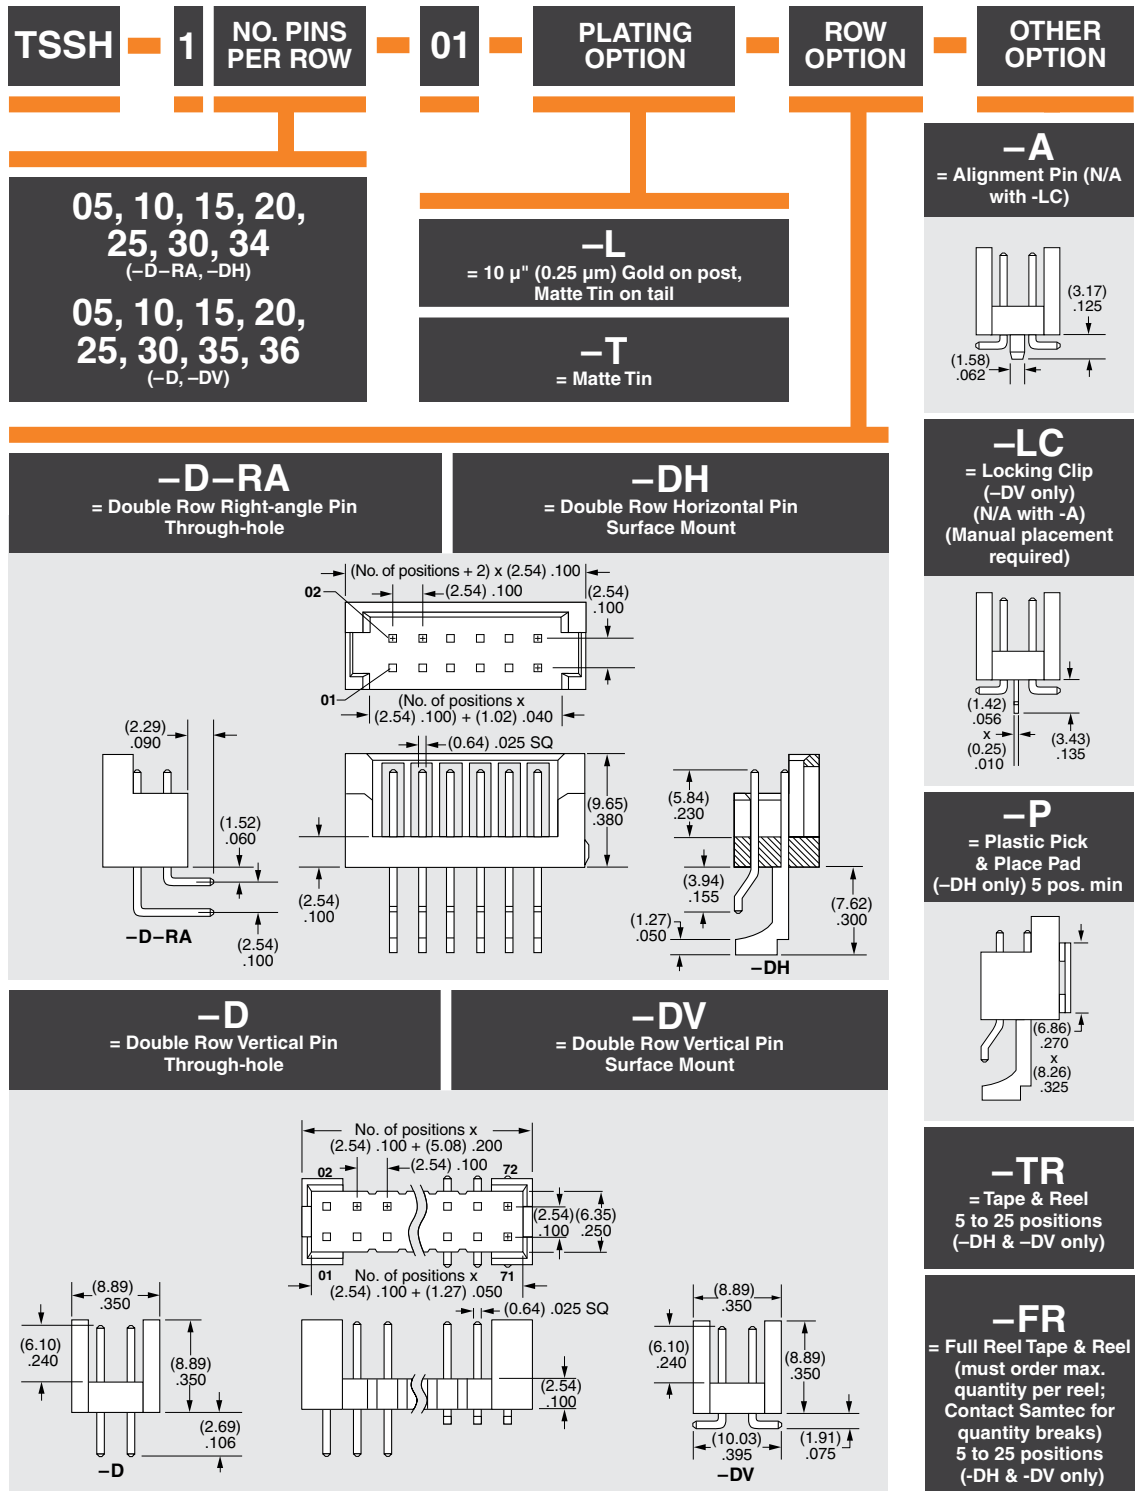 TSSH
1
NO. PINS
PER ROW
01
PLATING
OPTION
ROW
OPTION
OTHER
OPTION
05, 10, 15, 20,
25, 30, 34
(–D–RA, –DH)
05, 10, 15, 20,
25, 30, 35, 36
(–D, –DV)
–L
= 10 µ" (0.25 µm) Gold on post,
Matte Tin on tail
–T
= Matte Tin
–A
= Alignment Pin (N/A
with -LC)
(3.17)
.125
(1.58)
.062
–LC
= Locking Clip
(–DV only)
(N/A with -A)
(Manual placement
required)
(1.42)
.056
x
(0.25)
.010
(3.43)
.135
–P
= Plastic Pick
& Place Pad
(–DH only) 5 pos. min
(6.86)
.270
x
(8.26)
.325
–TR
= Tape & Reel
5 to 25 positions
(–DH & –DV only)
–FR
= Full Reel Tape & Reel
(must order max.
quantity per reel;
Contact Samtec for
quantity breaks)
5 to 25 positions
(-DH & -DV only)
–D–RA
= Double Row Right-angle Pin
Through-hole
–DH
= Double Row Horizontal Pin
Surface Mount
(No. of positions + 2) x (2.54) .100
02
(2.54) .100
(2.54)
.100
01
(No. of positions x
(2.54) .100) + (1.02) .040
(2.29)
.090
(0.64) .025 SQ
(1.52)
.060
(9.65)
.380
(5.84)
.230
(2.54)
.100
(3.94)
.155
(1.27)
.050
(7.62)
.300
–D–RA
(2.54)
.100
–DH
–D
= Double Row Vertical Pin
Through-hole
–DV
= Double Row Vertical Pin
Surface Mount
No. of positions x
(2.54) .100 + (5.08) .200
02
(2.54) .100
72
(2.54)
.100
(6.35)
.250
01
No. of positions x
(2.54) .100 + (1.27) .050
71
(0.64) .025 SQ
(8.89)
.350
(6.10)
.240
(8.89)
.350
(2.69)
.106
–D
(2.54)
.100
(8.89)
.350
(6.10)
.240
(8.89)
.350
(10.03)
.395
(1.91)
.075
–DV